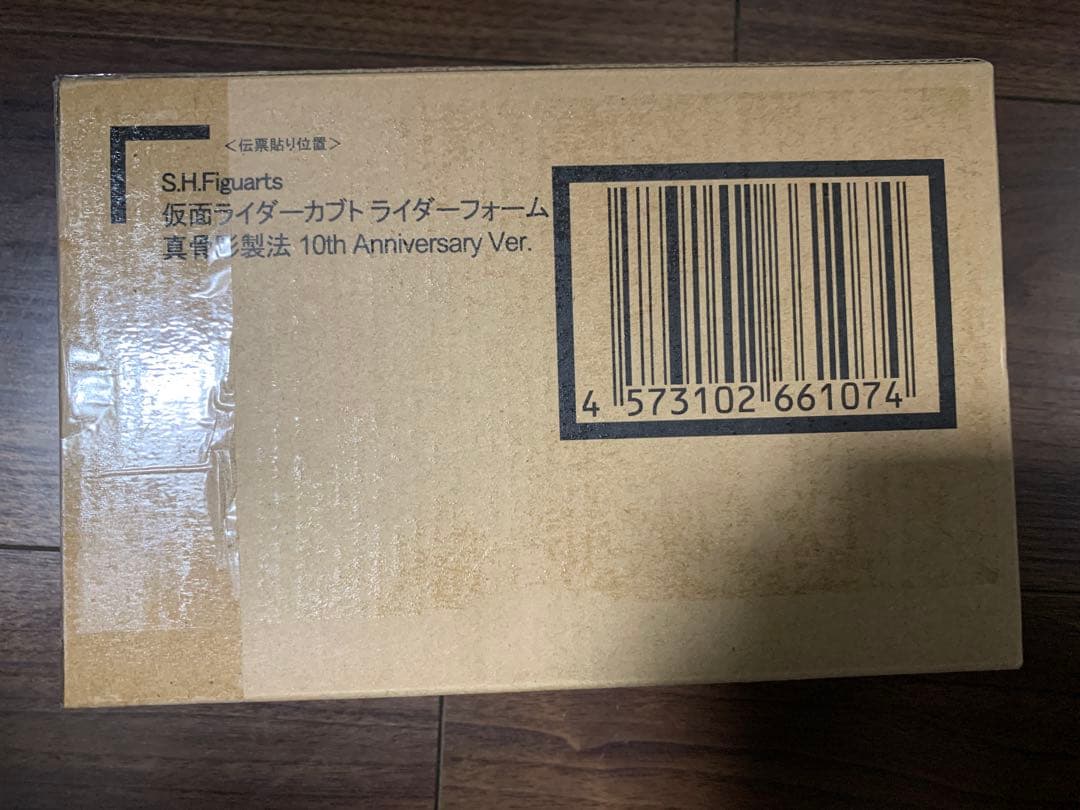 <伝票貼り位置>
S.H.Figuarts
仮面ライダーカブト ライダーフォーム
真骨彫製法 10th Anniversary Ver.
4 573102 661074